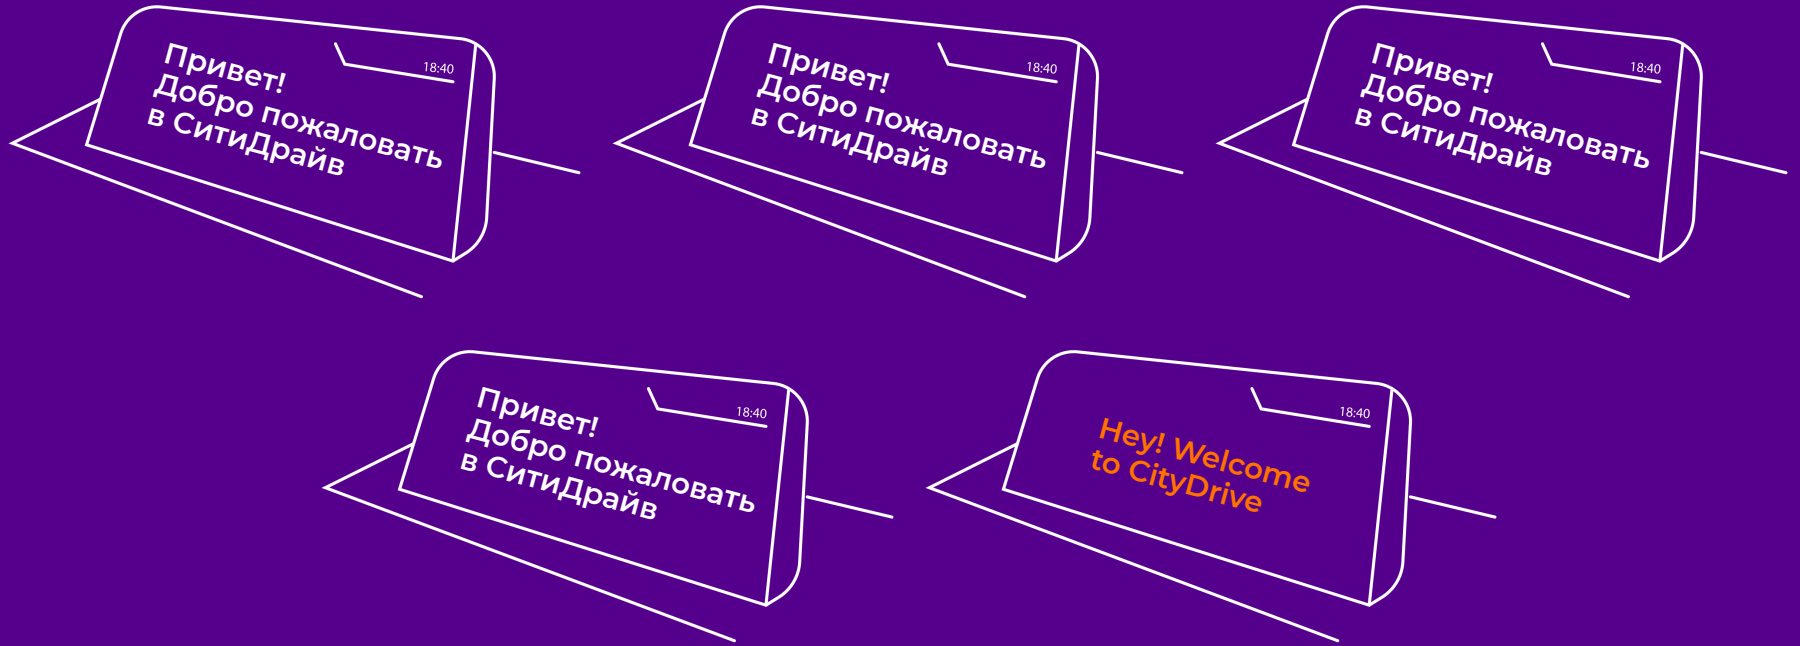 18:40
Привет!
Добро пожаловать
в СитиДрайв
18:40
Привет!
Добро пожаловать
в СитиДрайв
18:40
Привет!
Добро пожаловать
в СитиДрайв
18:40
Привет!
Добро пожаловать
в СитиДрайв
18:40
Hey! Welcome
to CityDrive